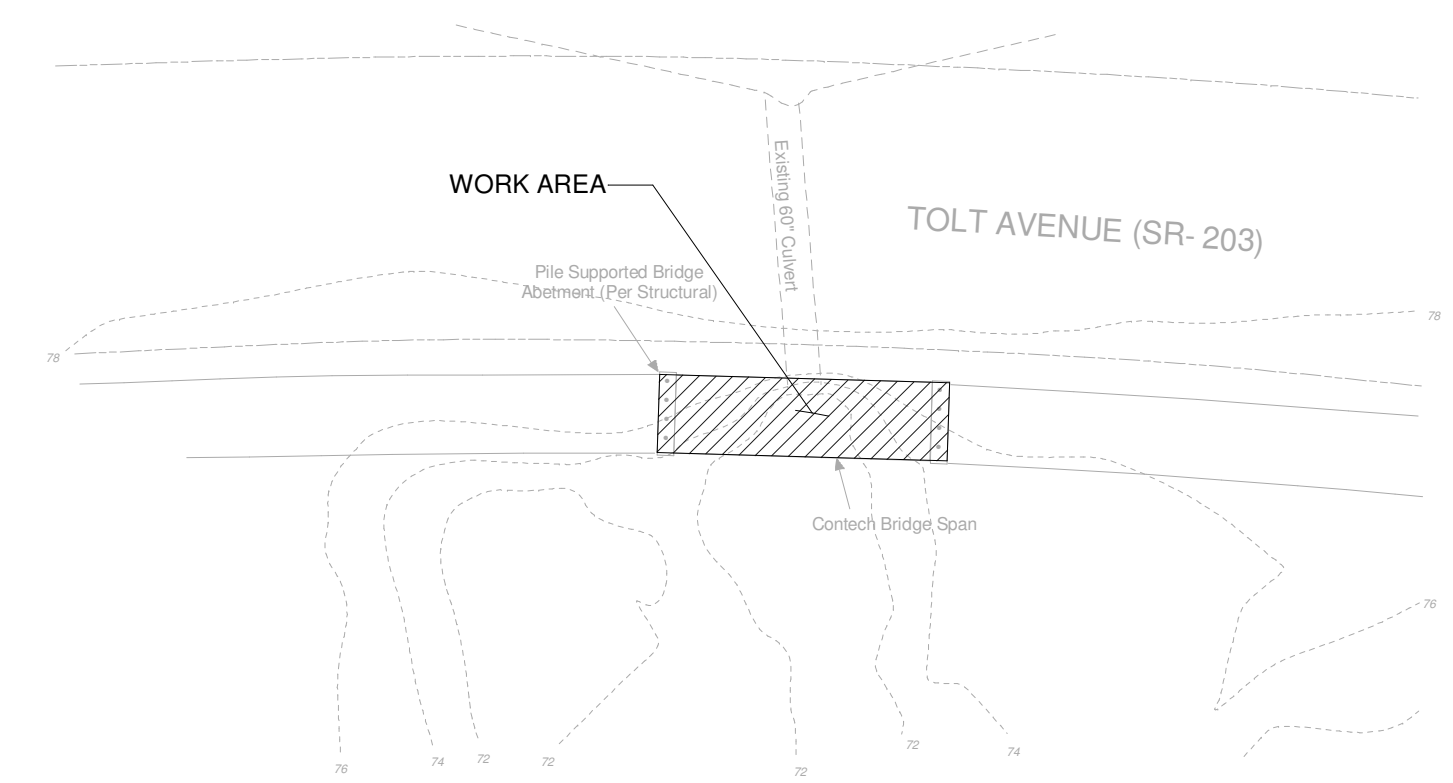 WORK AREA
Existing 60" Culvert
TOLT AVENUE (SR- 203)
Pile Supported Bridge
Abetment (Per Structural)
78
78
Contech Bridge Span
76
76
74
72
72
72
72
74